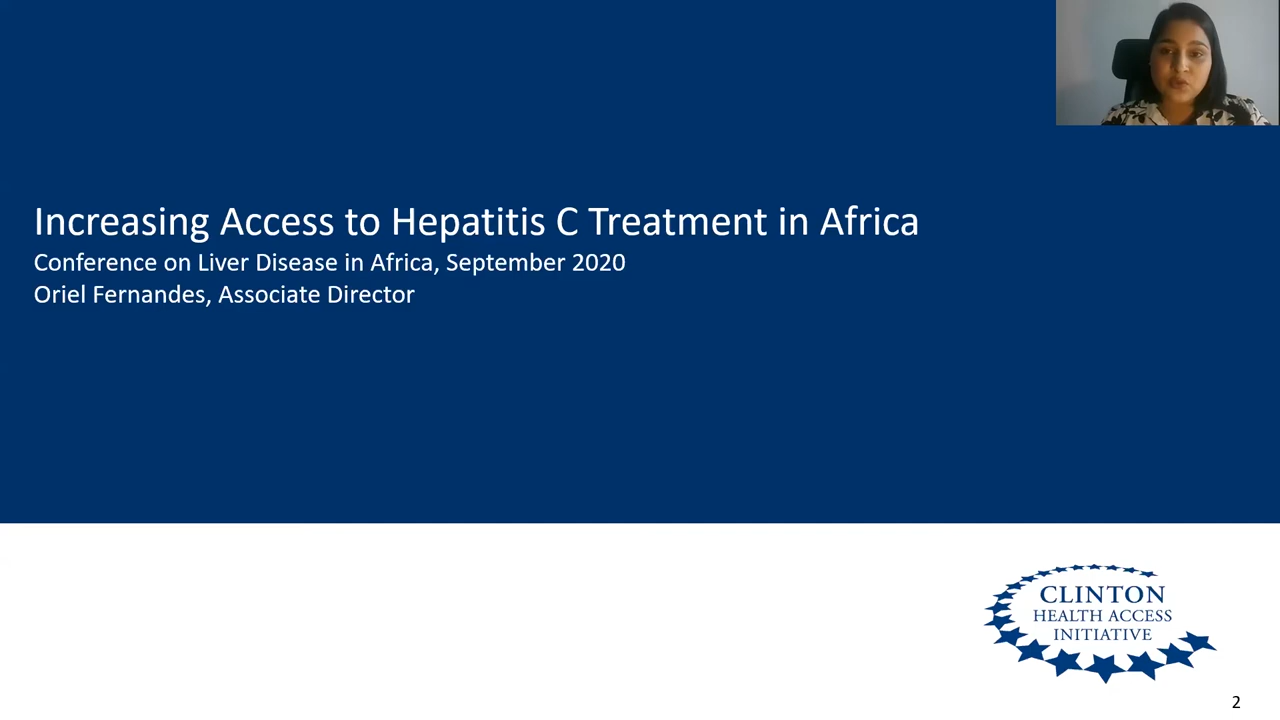 Increasing Access to Hepatitis C Treatment in Africa
Conference on Liver Disease in Africa, September 2020
Oriel Fernandes, Associate Director
CLINTON
HEALTH ACCESS
INITIATIVE
2